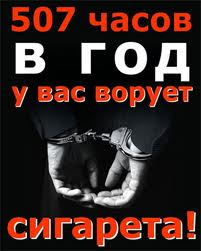 507 часов
в год
у вас ворует
сигарета!